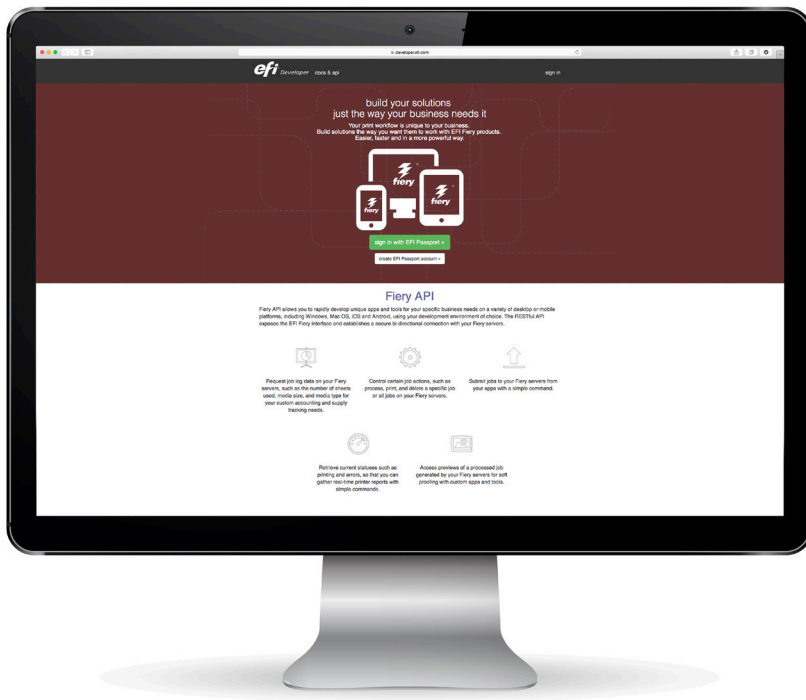 developer.efi.com
efi Developer docs & api sign in
build your solutions
just the way your business needs it
Your print workflow is unique to your business.
Build solutions the way you want them to work with EFI Fiery products.
Easier, faster and in a more powerful way.
fiery
fiery
fiery
sign in with EFI Passport »
create EFI Passport account »
Fiery API
Fiery API allows you to rapidly develop unique apps and tools for your specific business needs on a variety of desktop or mobile
platforms, including Windows, Mac OS, iOS and Android, using your development environment of choice. The RESTful API
exposes the EFI Fiery Interface and establishes a secure bi-directional connection with your Fiery servers.
Request job log data on your Fiery
servers, such as the number of sheets
used, media size, and media type for
your custom accounting and supply
tracking needs.
Control certain job actions, such as
process, print, and delete a specific job
or all jobs on your Fiery servers.
Submit jobs to your Fiery servers from
your apps with a simple command.
Retrieve current statuses such as
printing and errors, so that you can
gather real-time printer reports with
simple commands.
Access previews of a processed job
generated by your Fiery servers for soft
proofing with custom apps and tools.